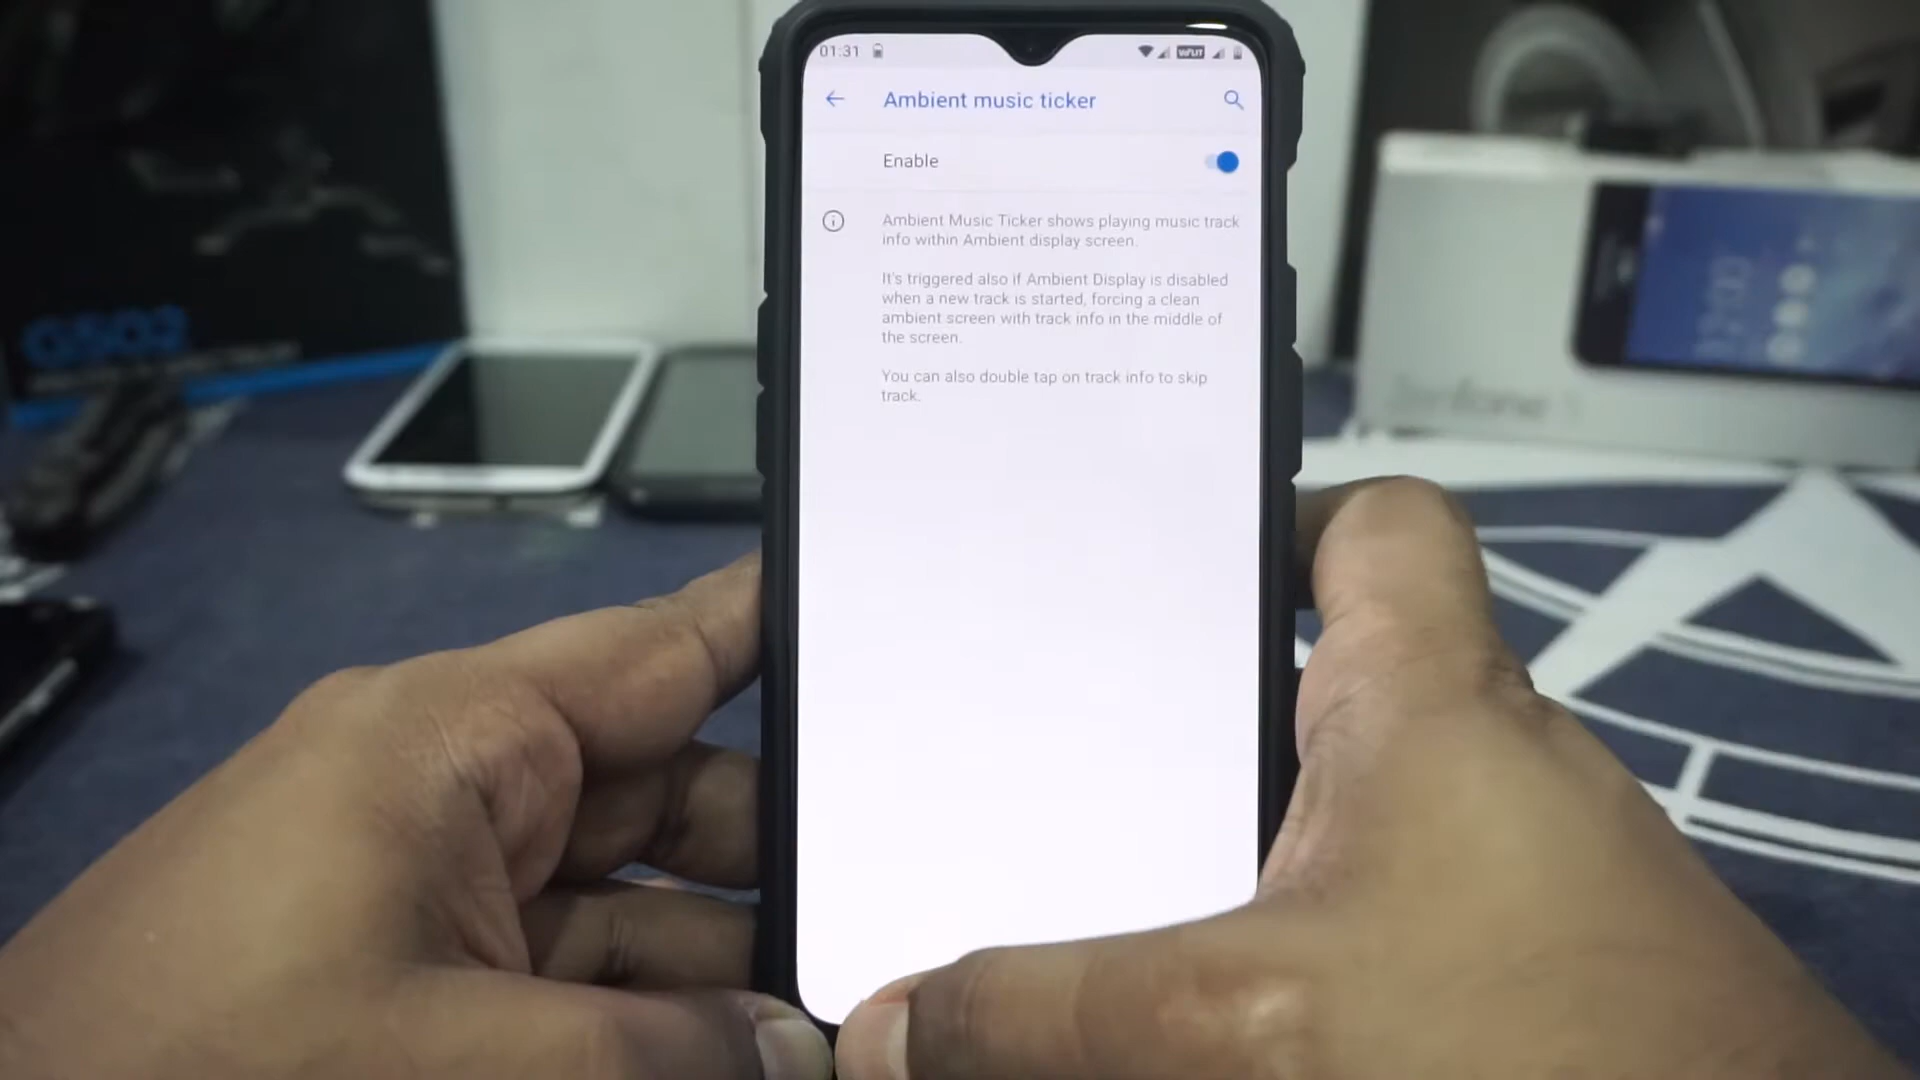 01:31
Ambient music ticker
Enable
Ambient Music Ticker shows playing music track
info within Ambient display screen.
It's triggered also if Ambient Display is disabled
when a new track is started, forcing a clean
ambient screen with track info in the middle of
the screen.
You can also double tap on track info to skip
track.
G502